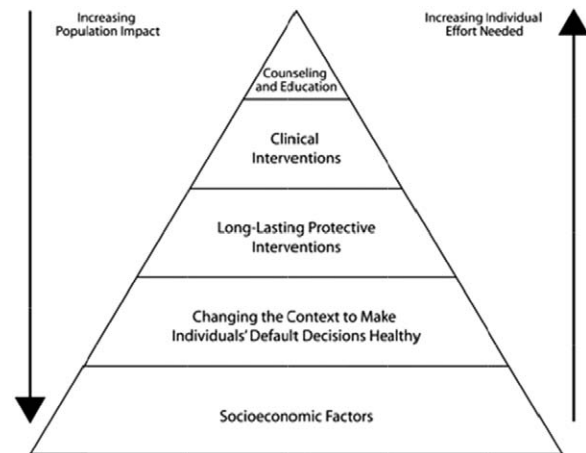 Increasing
Population Impact
Increasing Individual
Effort Needed
Counseling
and Education
Clinical
Interventions
Long-Lasting Protective
Interventions
Changing the Context to Make
Individuals' Default Decisions Healthy
Socioeconomic Factors